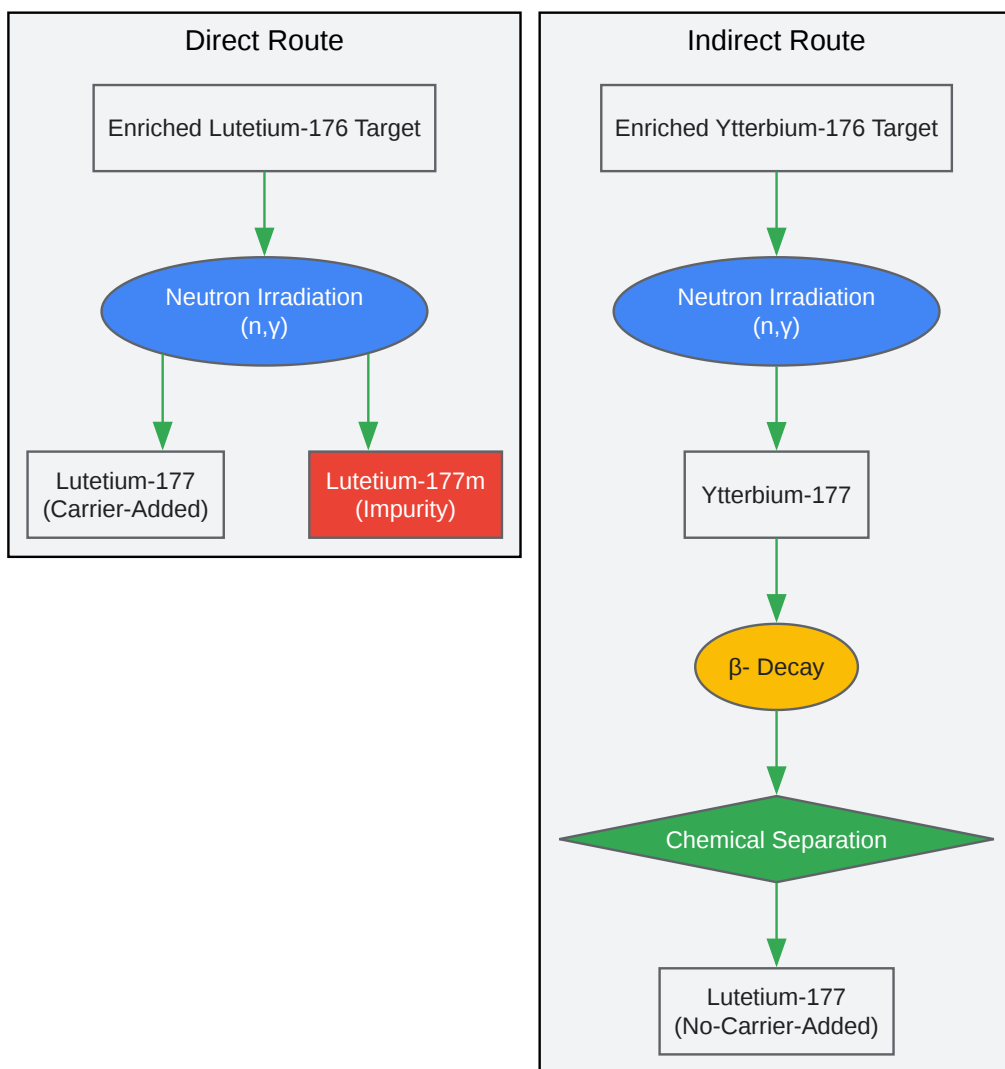 Direct Route
Enriched Lutetium-176 Target
Neutron Irradiation
(n,γ)
Lutetium-177
(Carrier-Added)
Lutetium-177m
(Impurity)
Indirect Route
Enriched Ytterbium-176 Target
Neutron Irradiation
(n,γ)
Ytterbium-177
β- Decay
Chemical Separation
Lutetium-177
(No-Carrier-Added)